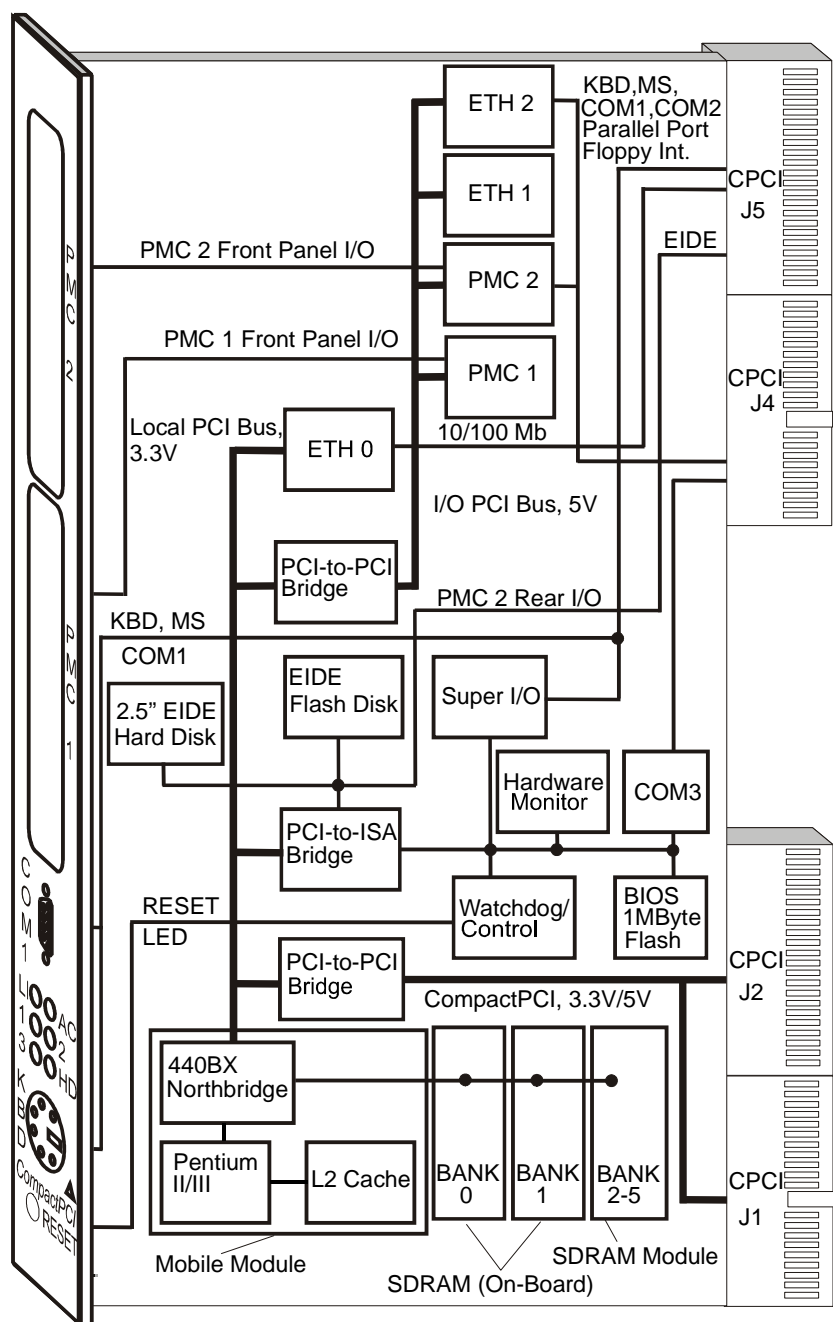 KBD,MS,
COM1,COM2
Parallel Port
Floppy Int.
ETH 2
ETH 1
CPCI
J5
EIDE
PMC 2 Front Panel I/O
PMC 2
PMC 2
PMC 1 Front Panel I/O
PMC 1
CPCI
J4
Local PCI Bus,
3.3V
ETH 0
10/100 Mb
I/O PCI Bus, 5V
PCI-to-PCI
Bridge
PMC 2 Rear I/O
KBD, MS
COM1
PMC 1
2.5” EIDE
Hard Disk
EIDE
Flash Disk
Super I/O
Hardware
Monitor
COM3
PCI-to-ISA
Bridge
COM1
RESET
LED
Watchdog/
Control
BIOS
1MByte
Flash
PCI-to-PCI
Bridge
CPCI
J2
CompactPCI, 3.3V/5V
LI
AC
1
2
3
HD
440BX
Northbridge
KBD
Pentium
II/III
L2 Cache
BANK
0
BANK
1
BANK
2-5
CPCI
J1
CompactPCI
RESET
Mobile Module
SDRAM Module
SDRAM (On-Board)